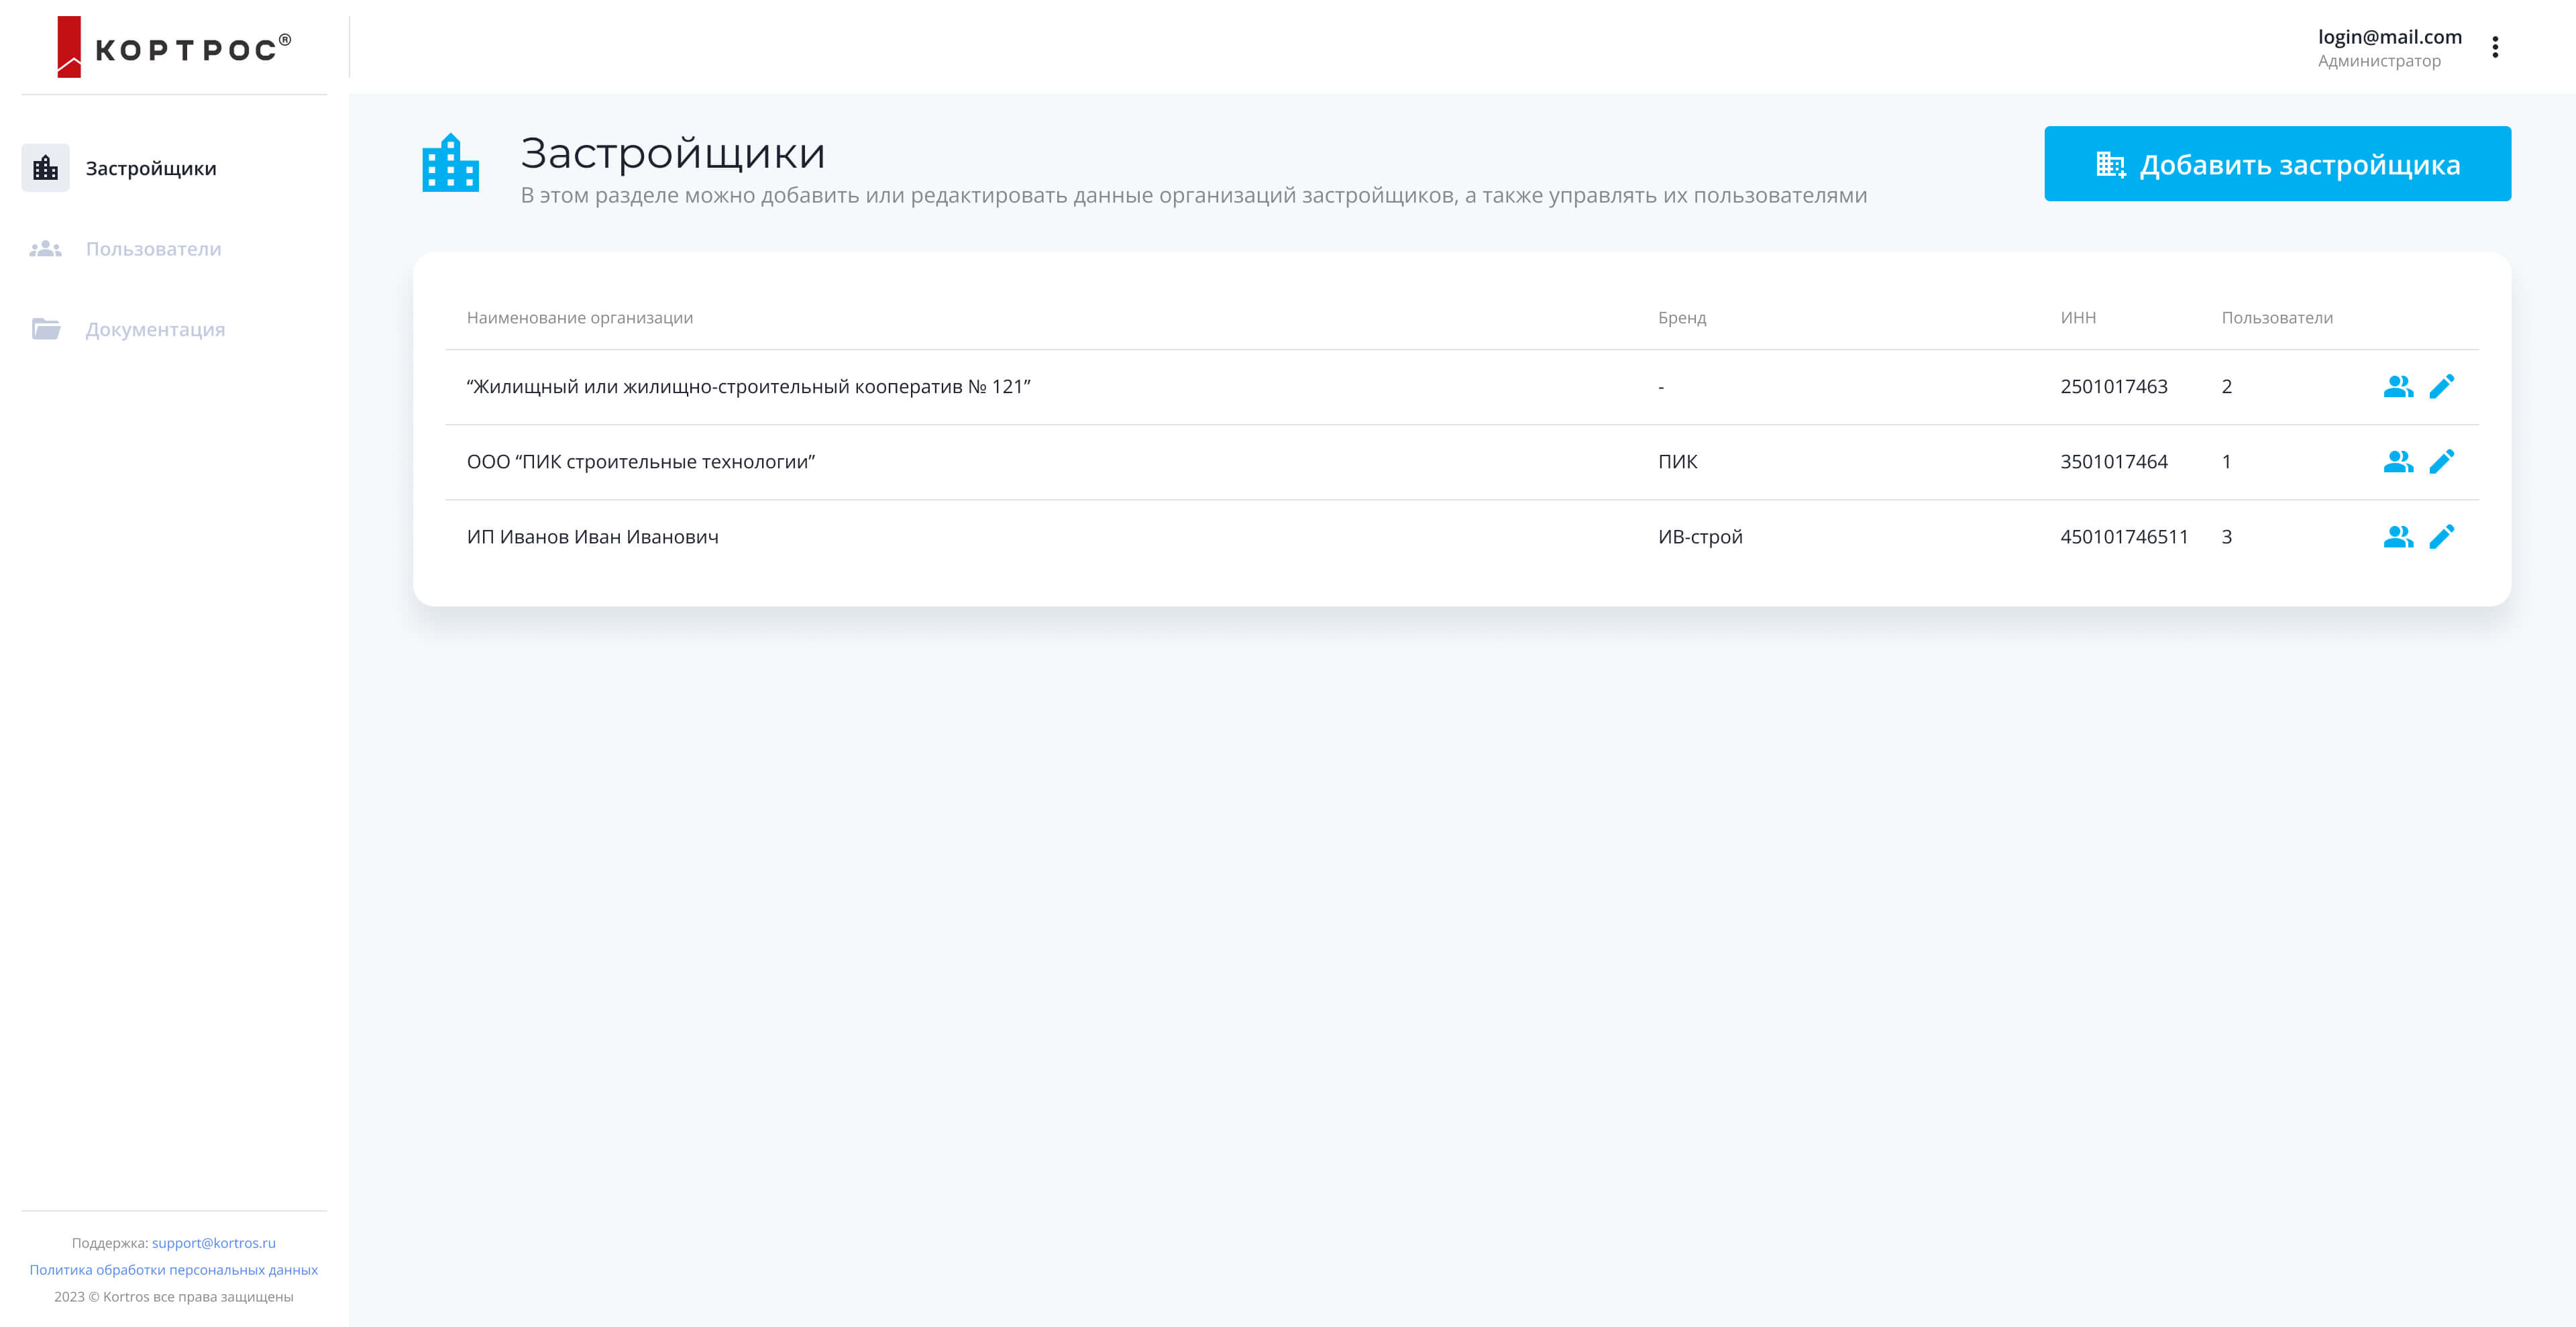 КОРТРОС®
login@mail.com
Администратор
Застройщики
Пользователи
Документация
Застройщики
В этом разделе можно добавить или редактировать данные организаций застройщиков, а также управлять их пользователями
Добавить застройщика
Наименование организации Бренд ИНН Пользователи
“Жилищный или жилищно-строительный кооператив № 121” - 2501017463 2
ООО “ПИК строительные технологии” ПИК 3501017464 1
ИП Иванов Иван Иванович ИВ-строй 450101746511 3
Поддержка: support@kortros.ru
Политика обработки персональных данных
2023 © Kortros все права защищены